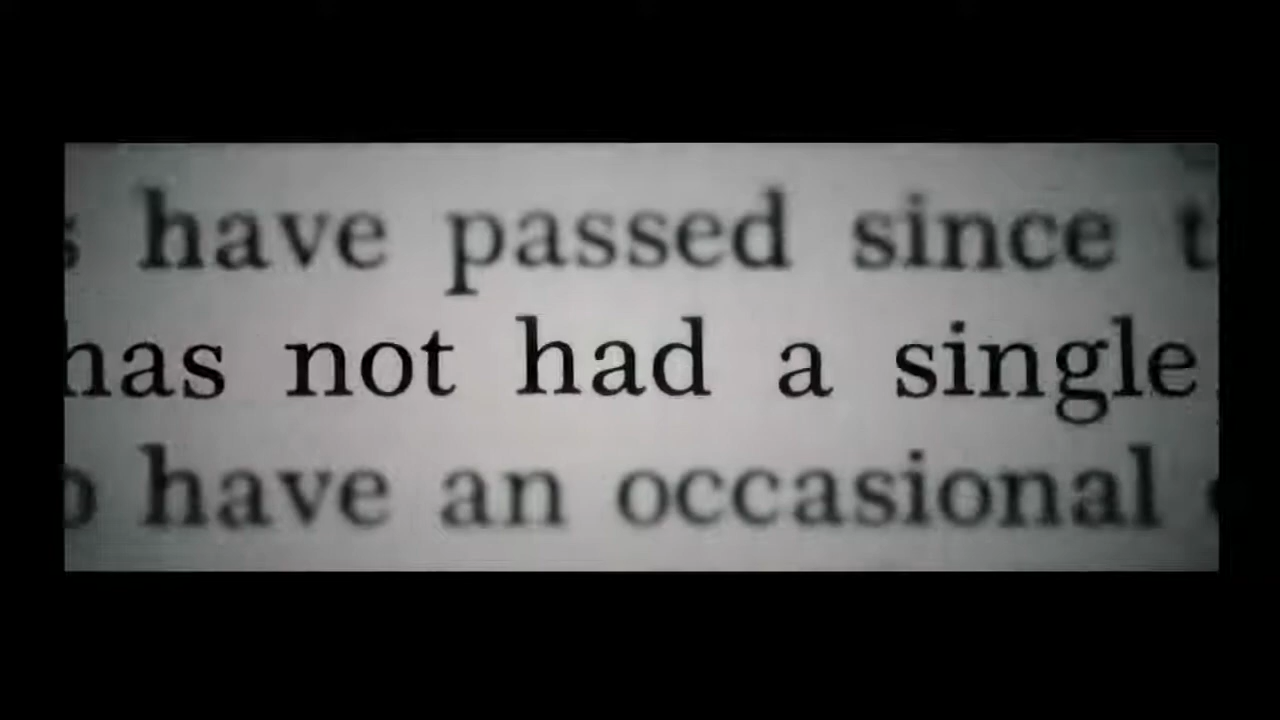 have passed since
has not had a single
have an occasional